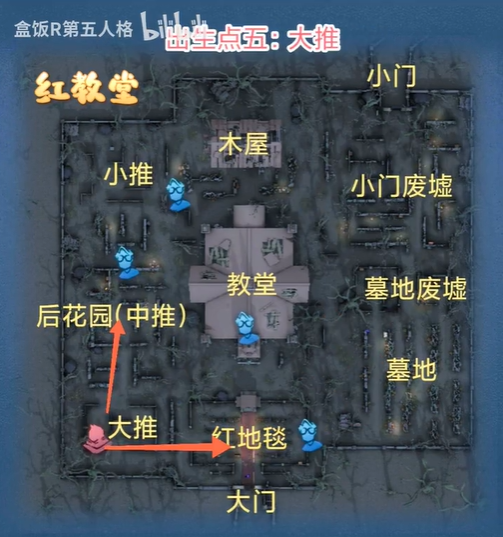 盒饭R第五人格 bilibili
出生点五：大推
红教堂
小门
木屋
小推
小门废墟
教堂
墓地废墟
后花园(中推)
墓地
大推
红地毯
大门